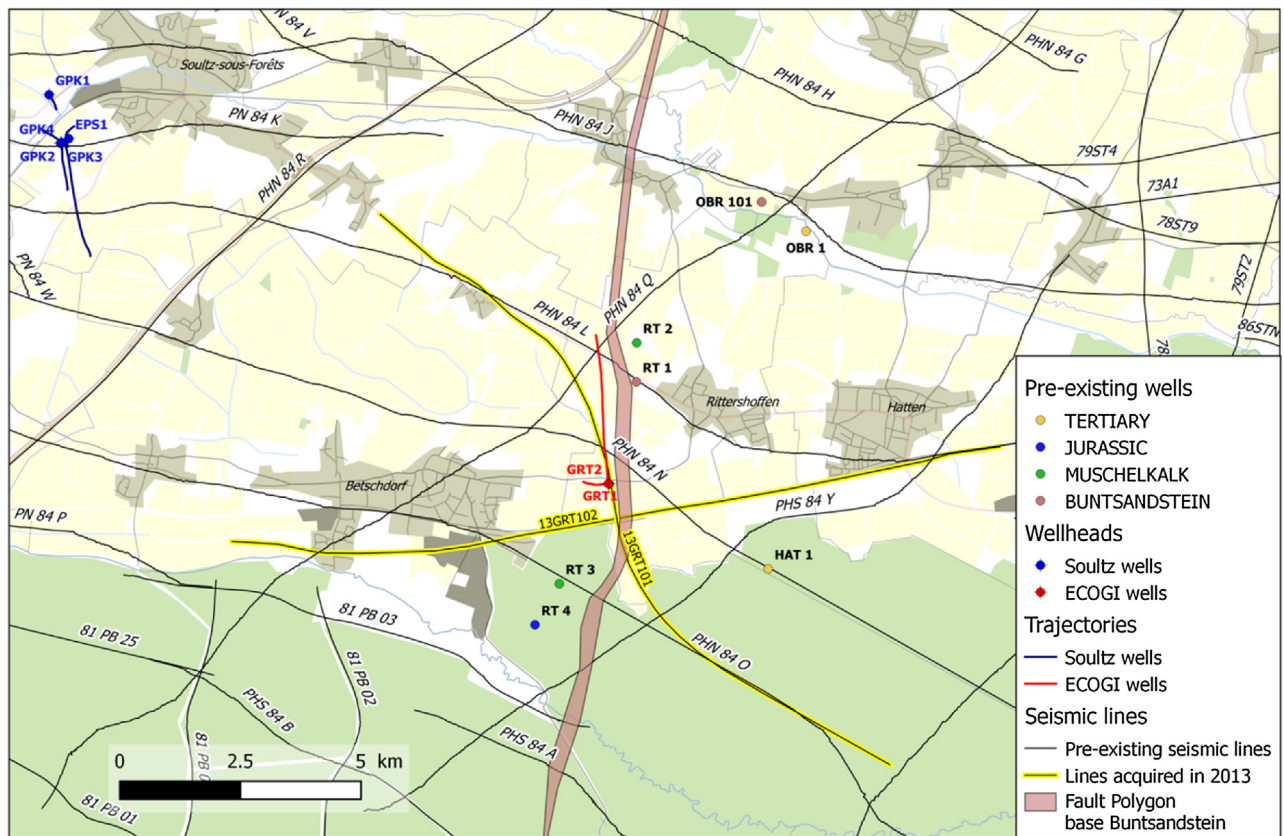 PHN 84 V
Soultz-sous-Forêts
PHN 84 G
GPK1
PHN 84 H
PN 84 K
PHN 84 J
GPK4
EPS1
GPK2
GPK3
PHN 84 R
79ST4
73A1
OBR 101
78ST9
OBR 1
79ST2
PN 84 W
PHN 84 Q
PHN 84 L
RT 2
86STN
78
RT 1
Rittershoffen
Hatten
PHN 84 N
GRT2
GRT1
Betschdorf
PHS 84 Y
PN 84 P
13GRT102
13GRT101
HAT 1
RT 3
RT 4
81 PB 03
81 PB 25
81 PB 02
PHN 84 O
PHS 84 B
PHS 84 A
81 PB 0
81 PB 01
0 2.5 5 km
Pre-existing wells
TERTIARY
JURASSIC
MUSCHELKALK
BUNTSANDSTEIN
Wellheads
Soultz wells
ECOGI wells
Trajectories
Soultz wells
ECOGI wells
Seismic lines
Pre-existing seismic lines
Lines acquired in 2013
Fault Polygon
base Buntsandstein